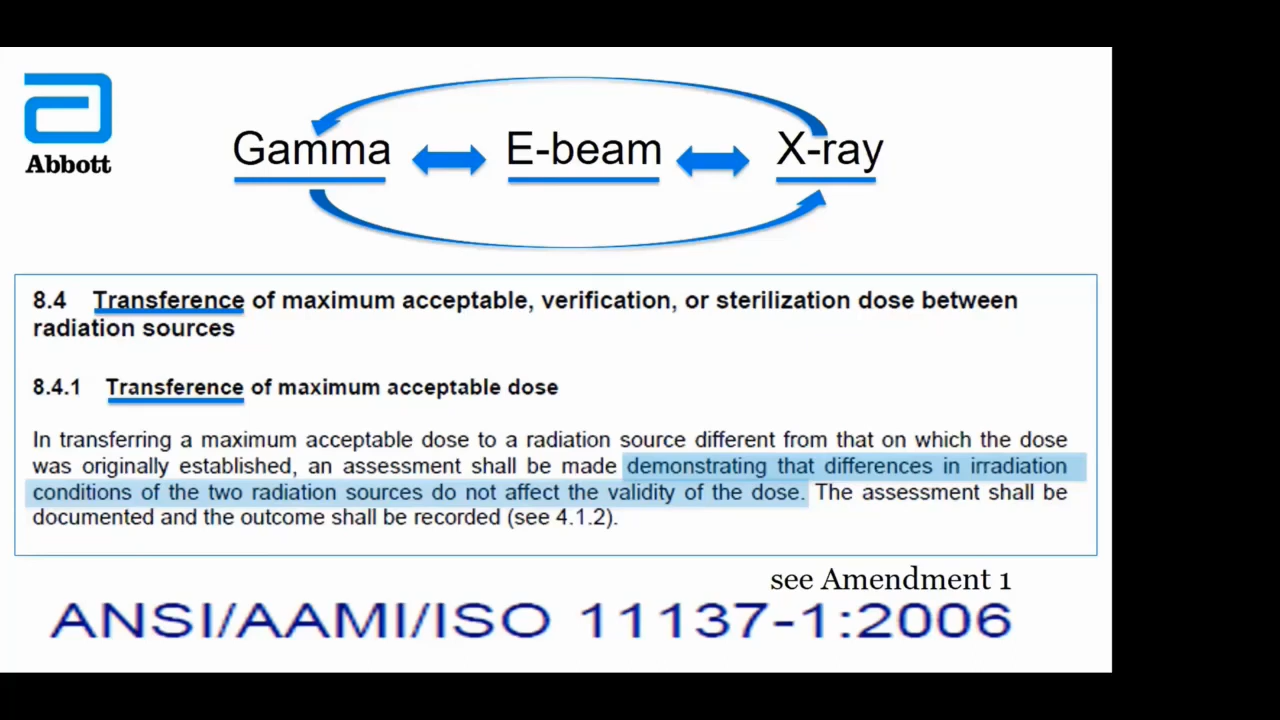 Abbott
Gamma E-beam X-ray
8.4 Transference of maximum acceptable, verification, or sterilization dose between
radiation sources
8.4.1 Transference of maximum acceptable dose
In transferring a maximum acceptable dose to a radiation source different from that on which the dose
was originally established, an assessment shall be made demonstrating that differences in irradiation
conditions of the two radiation sources do not affect the validity of the dose. The assessment shall be
documented and the outcome shall be recorded (see 4.1.2).
see Amendment 1
ANSI/AAMI/ISO 11137-1:2006